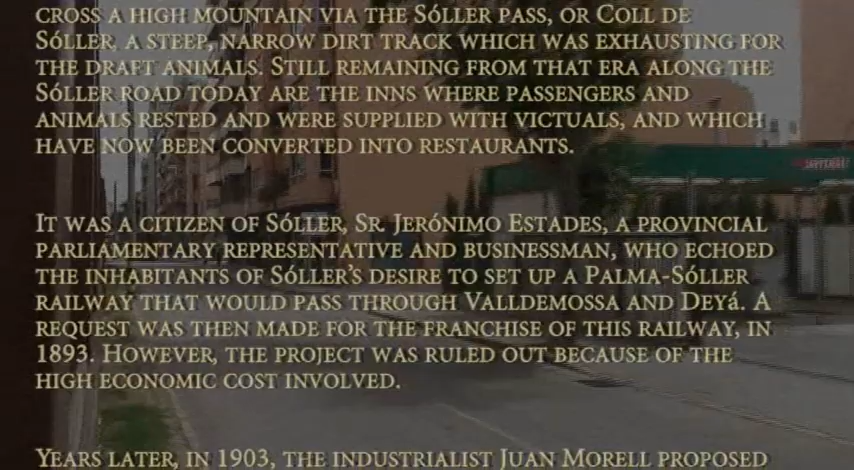 CROSS A HIGH MOUNTAIN VIA THE SÓLLER PASS, OR COLL DE
SÓLLER, A STEEP, NARROW DIRT TRACK WHICH WAS EXHAUSTING FOR
THE DRAFT ANIMALS. STILL REMAINING FROM THAT ERA ALONG THE
SÓLLER ROAD TODAY ARE THE INNS WHERE PASSENGERS AND
ANIMALS RESTED AND WERE SUPPLIED WITH VICTUALS, AND WHICH
HAVE NOW BEEN CONVERTED INTO RESTAURANTS.
IT WAS A CITIZEN OF SÓLLER, SR. JERÓNIMO ESTADES, A PROVINCIAL
PARLIAMENTARY REPRESENTATIVE AND BUSINESSMAN, WHO ECHOED
THE INHABITANTS OF SÓLLER'S DESIRE TO SET UP A PALMA-SÓLLER
RAILWAY THAT WOULD PASS THROUGH VALLDEMOSSA AND DEYÁ. A
REQUEST WAS THEN MADE FOR THE FRANCHISE OF THIS RAILWAY, IN
1893. HOWEVER, THE PROJECT WAS RULED OUT BECAUSE OF THE
HIGH ECONOMIC COST INVOLVED.
YEARS LATER, IN 1903, THE INDUSTRIALIST JUAN MORELL PROPOSED